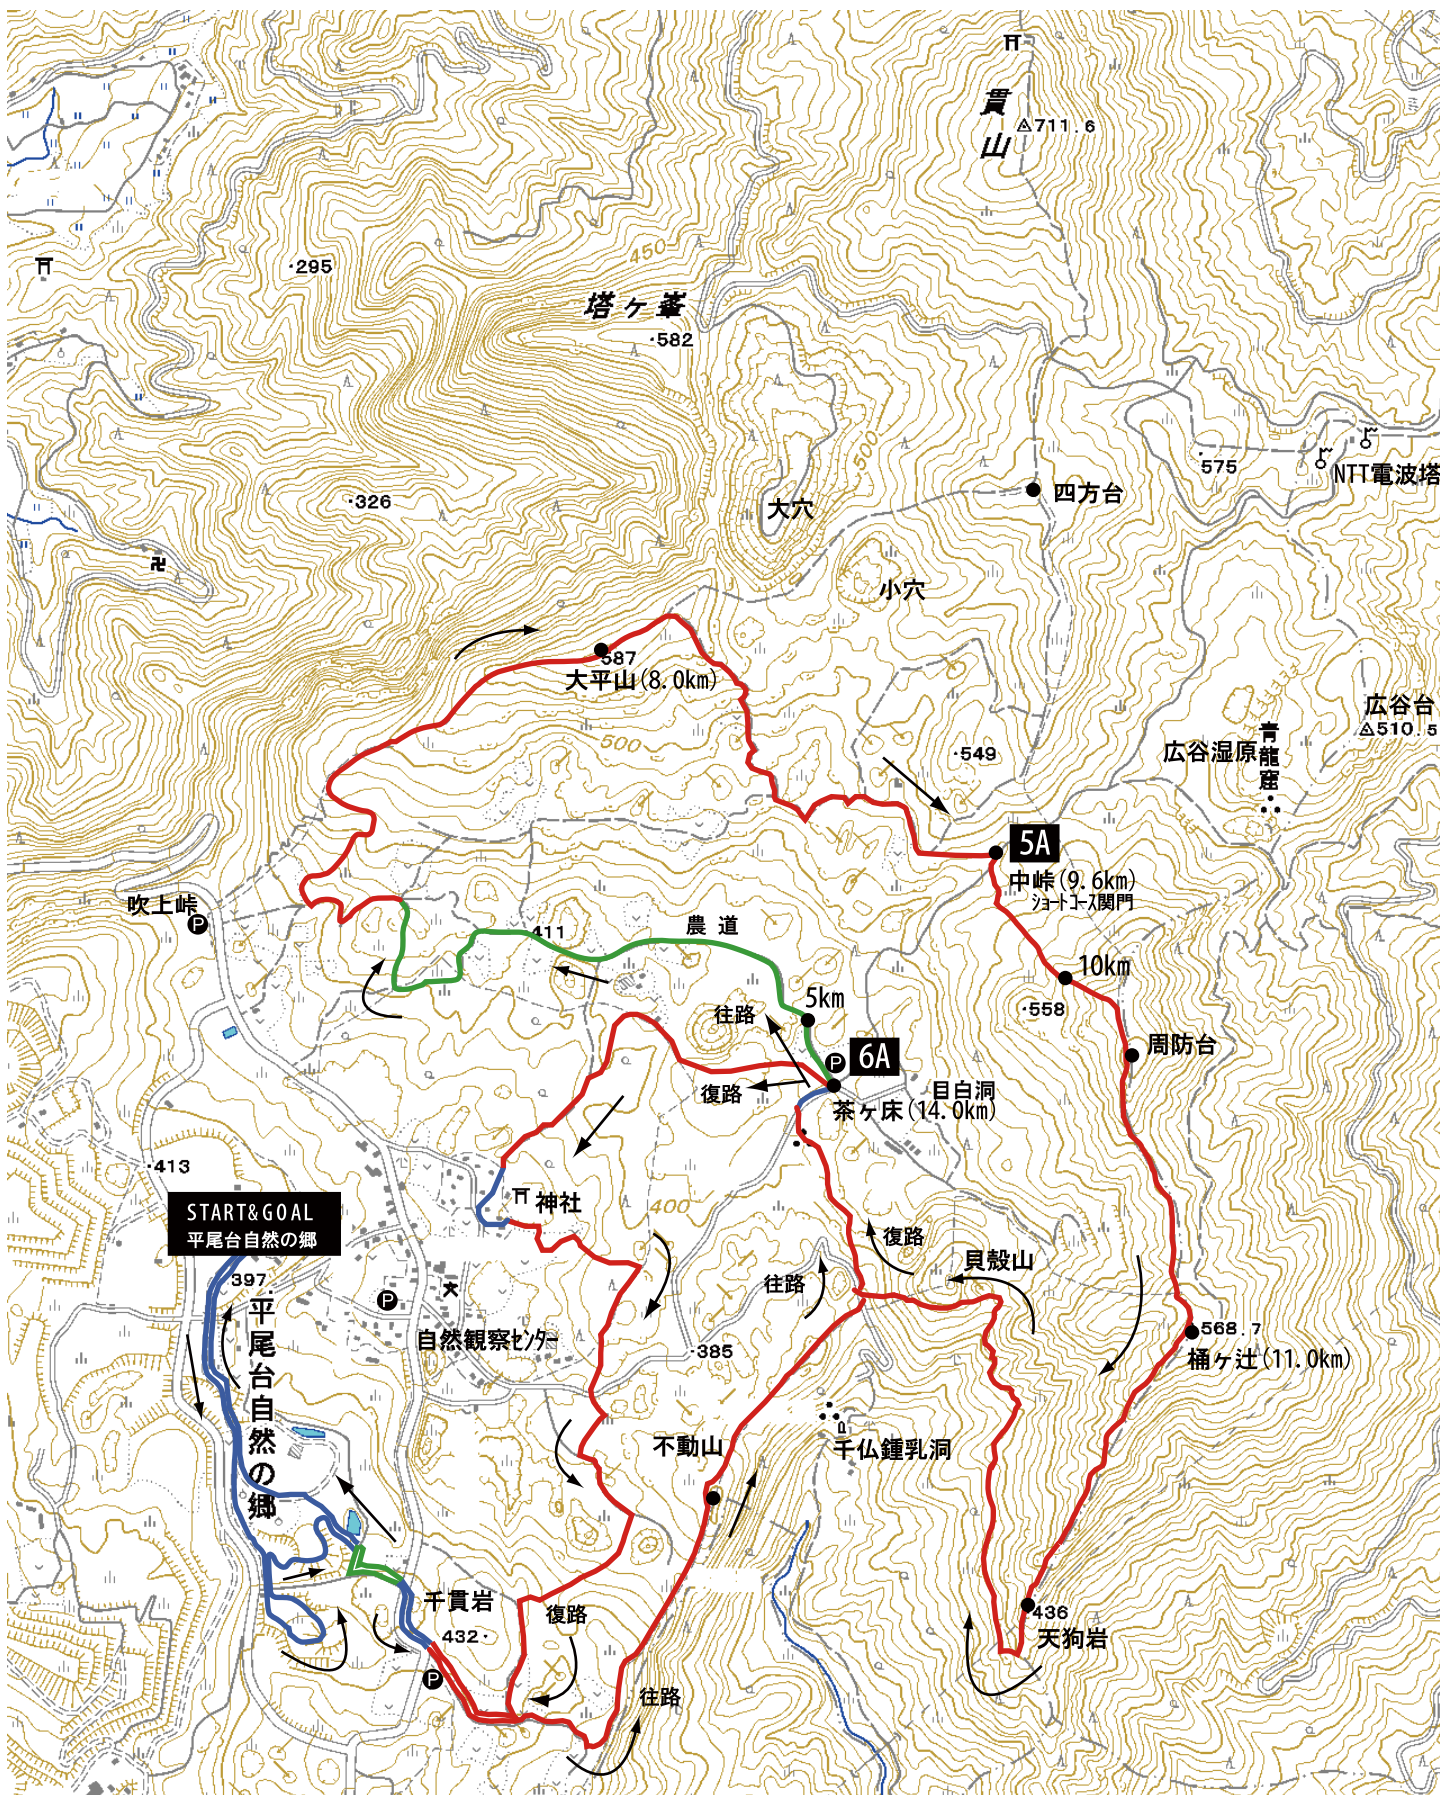 貫山
711.6
450
295
塔ヶ峯
582
500
575
NTT電波塔
326
四方台
大穴
小穴
587
大平山(8.0km)
広谷台
510.5
500
549
広谷湿原
青龍窟
5A
中峠(9.6km)
ショートコース関門
吹上峠
P
411
農道
10km
5km
558
往路
周防台
P
6A
復路
目白洞
茶ヶ床(14.0km)
413
START&GOAL
平尾台自然の郷
神社
400
復路
貝殻山
397
平尾台自然の郷
P
往路
568.7
自然観察センター
385
桶ヶ辻(11.0km)
不動山
千仏鍾乳洞
千貫岩
復路
436
432
天狗岩
P
往路